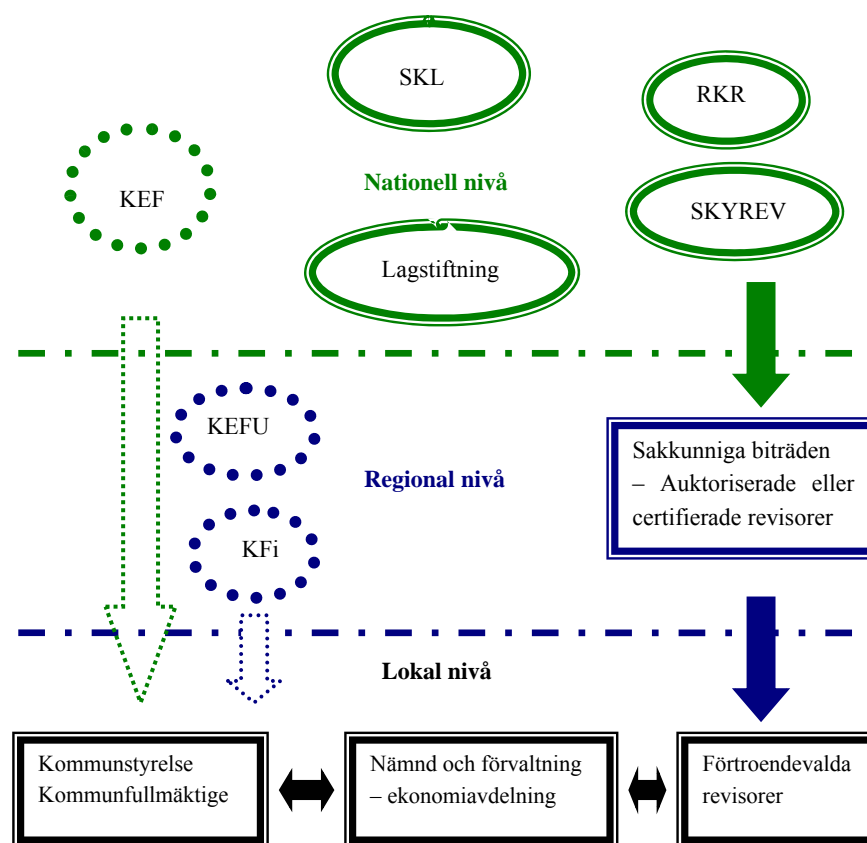 SKL
RKR
KEF
Nationell nivå
SKYREV
Lagstiftning
KEFU
Regional nivå
KFi
Sakkunniga biträden
– Auktoriserade eller
certifierade revisorer
Lokal nivå
Kommunstyrelse
Kommunfullmäktige
Nämnd och förvaltning
– ekonomiavdelning
Förtroendevalda
revisorer